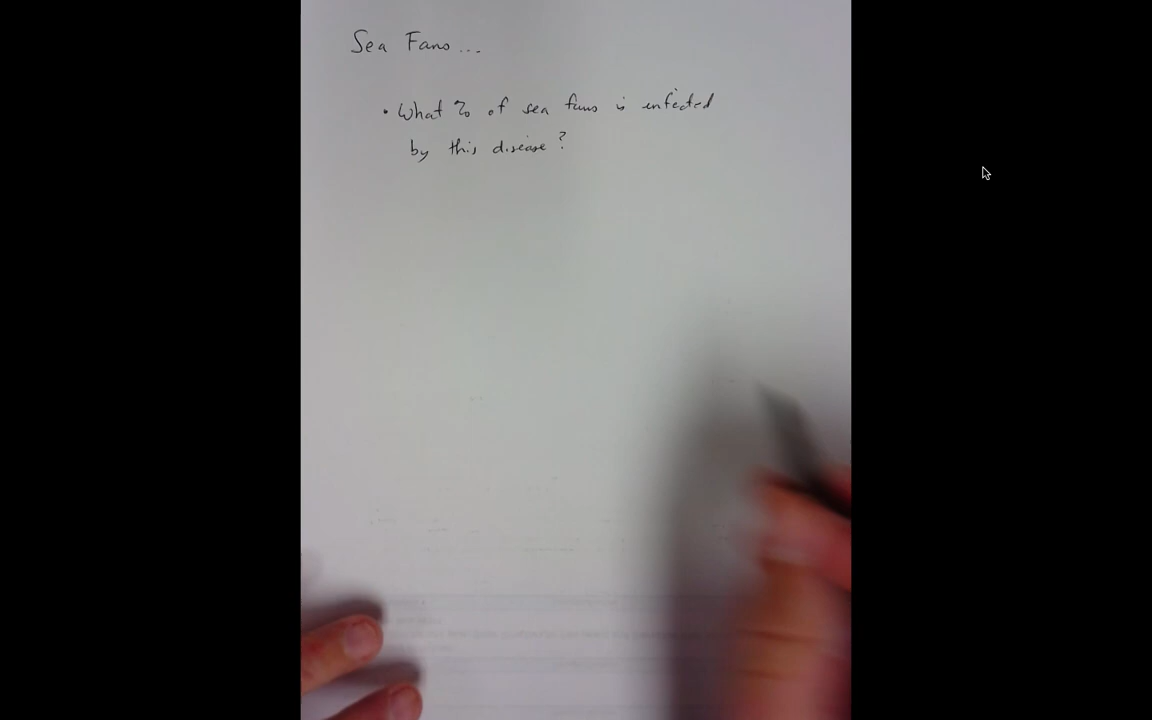 Sea Fans...
• What % of sea fans is infected
by this disease?